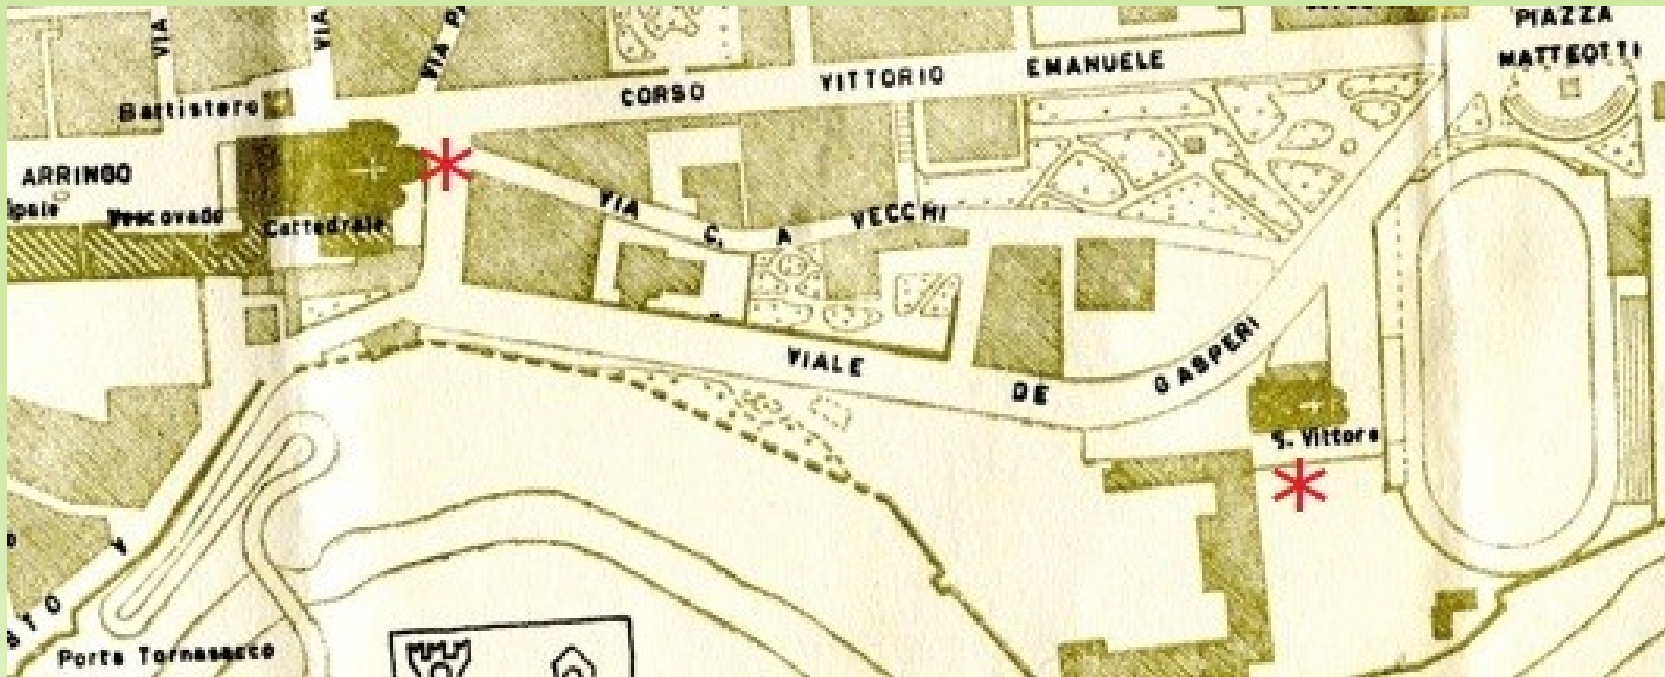 PIAZZA
MATTEOTTI
VIA
VIA
VIA
CORSO VITTORIO EMANUELE
Battistero
ARRINGO
Vescovado
Cattedrale
VIA C. A VECCHI
VIALE DE GASPERI
S. Vittore
Porta Tornasacco